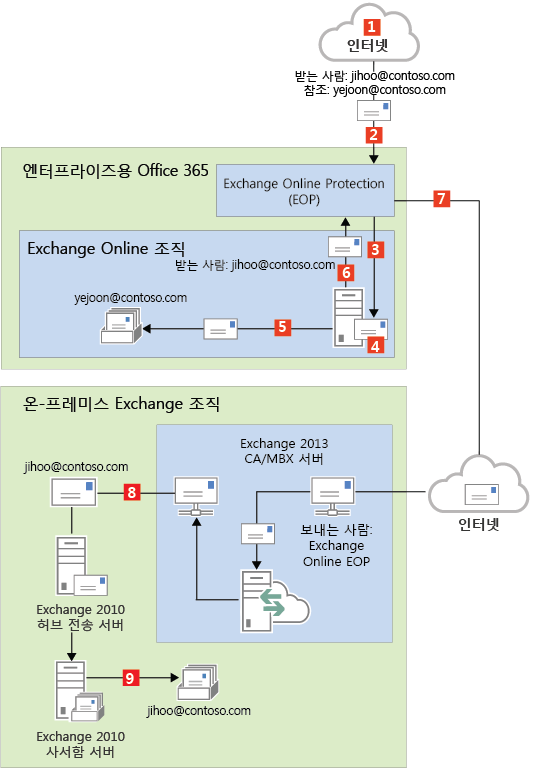 1
인터넷
받는 사람: jihoo@contoso.com
참조: yejoon@contoso.com
2
엔터프라이즈용 Office 365
Exchange Online Protection
(EOP)
7
Exchange Online 조직
3
받는 사람: jihoo@contoso.com
6
yejoon@contoso.com
5
4
온-프레미스 Exchange 조직
Exchange 2013
CA/MBX 서버
jihoo@contoso.com
8
인터넷
보내는 사람:
Exchange
Online EOP
Exchange 2010
허브 전송 서버
9
jihoo@contoso.com
Exchange 2010
사서함 서버